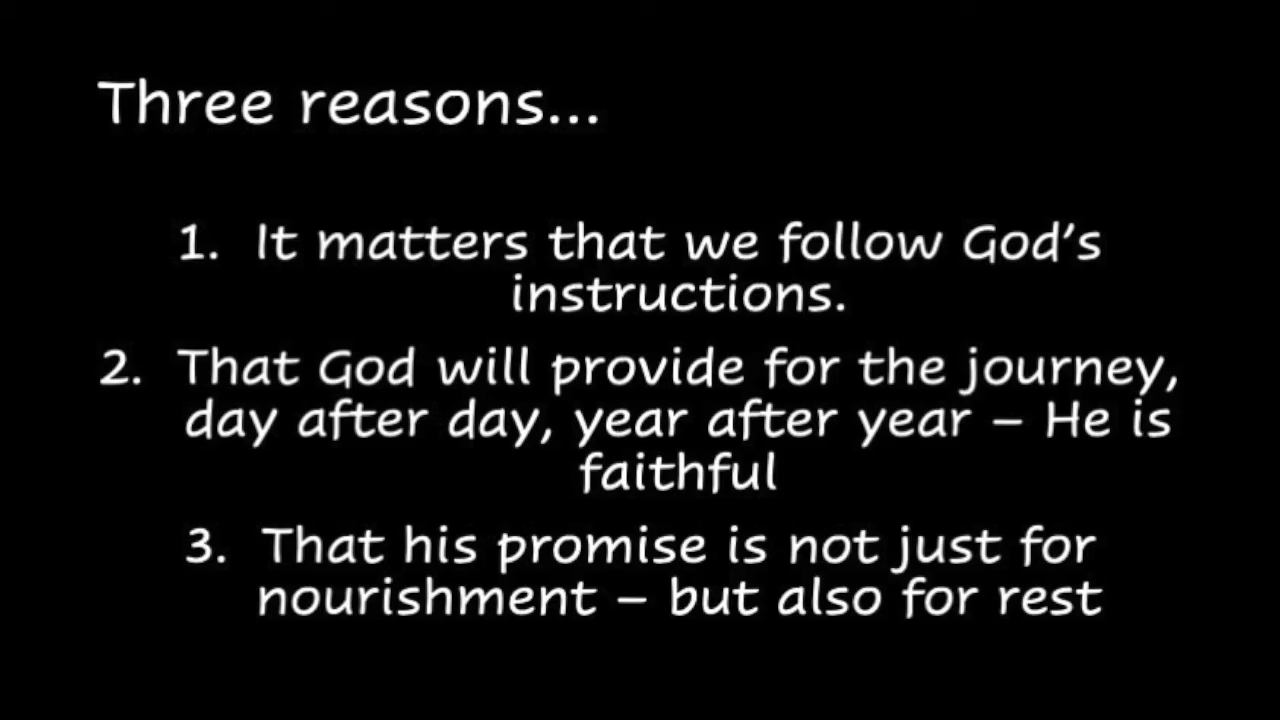 Three reasons...
1. It matters that we follow God's
instructions.
2. That God will provide for the journey,
day after day, year after year – He is
faithful
3. That his promise is not just for
nourishment – but also for rest